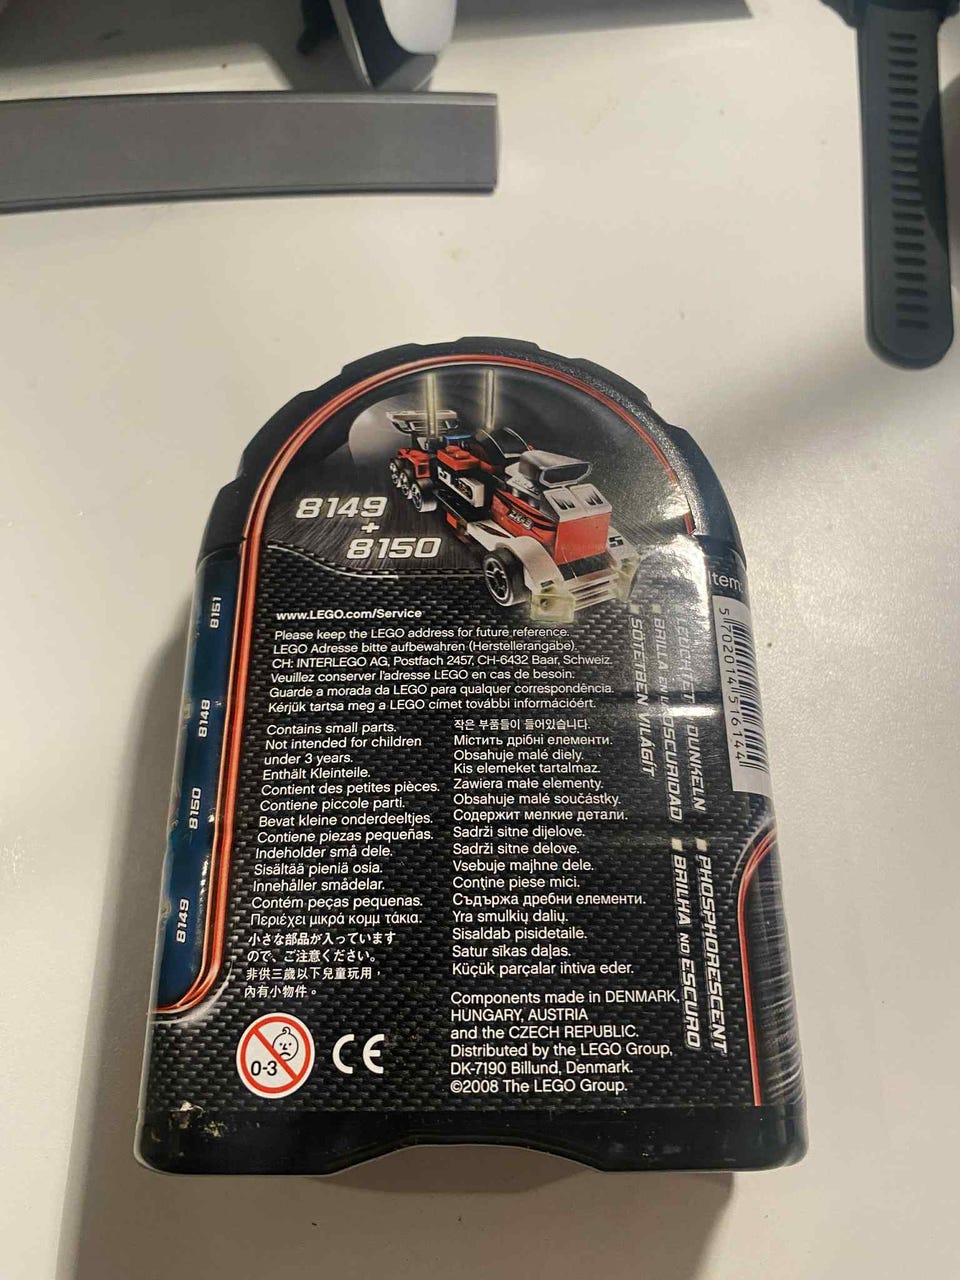 8149
+
8150
www.LEGO.com/Service
Please keep the LEGO address for future reference.
LEGO Adresse bitte aufbewahren (Herstellerangabe).
CH: INTERLEGO AG, Postfach 2457, CH-6432 Baar, Schweiz.
Veuillez conserver l'adresse LEGO en cas de besoin.
Guarde a morada da LEGO para qualquer correspondência.
Kérjük tartsa meg a LEGO címet további információért.
Contains small parts.
Not intended for children
under 3 years.
Enthält Kleinteile.
Contient des petites pièces.
Contiene piccole parti.
Bevat kleine onderdeeltjes.
Contiene piezas pequeñas.
Indeholder små dele.
Sisältää pieniä osia.
Innehåller smådelar.
Contém peças pequenas.
Περιέχει μικρά κομμ τάκια.
小さな部品が入っています
ので、ご注意ください。
非供三歲以下兒童玩用，
內有小物件。
작은 부품들이 들어있습니다.
Містить дрібні елементи.
Obsahuje malé diely.
Kis elemeket tartalmaz.
Zawiera małe elementy.
Obsahuje malé součástky.
Содержит мелкие детали.
Sadrži sitne dijelove.
Sadrži sitne delove.
Vsebuje majhne dele.
Conţine piese mici.
Съдържа дребни елементи.
Yra smulkių dalių.
Sisaldab pisidetaile.
Satur sīkas daļas.
Küçük parçalar ihtiva eder.
Components made in DENMARK,
HUNGARY, AUSTRIA
and the CZECH REPUBLIC.
Distributed by the LEGO Group,
DK-7190 Billund, Denmark.
©2008 The LEGO Group.
0-3
CE
8151
8148
8150
8149
LEUCHTET IM DUNKELN
PHOSPHORESCENT
BRILLA EN LA OSCURIDAD
BRILHA NO ESCURO
SÖTÉTBEN VILÁGÍT
Item:
5 702014 516144